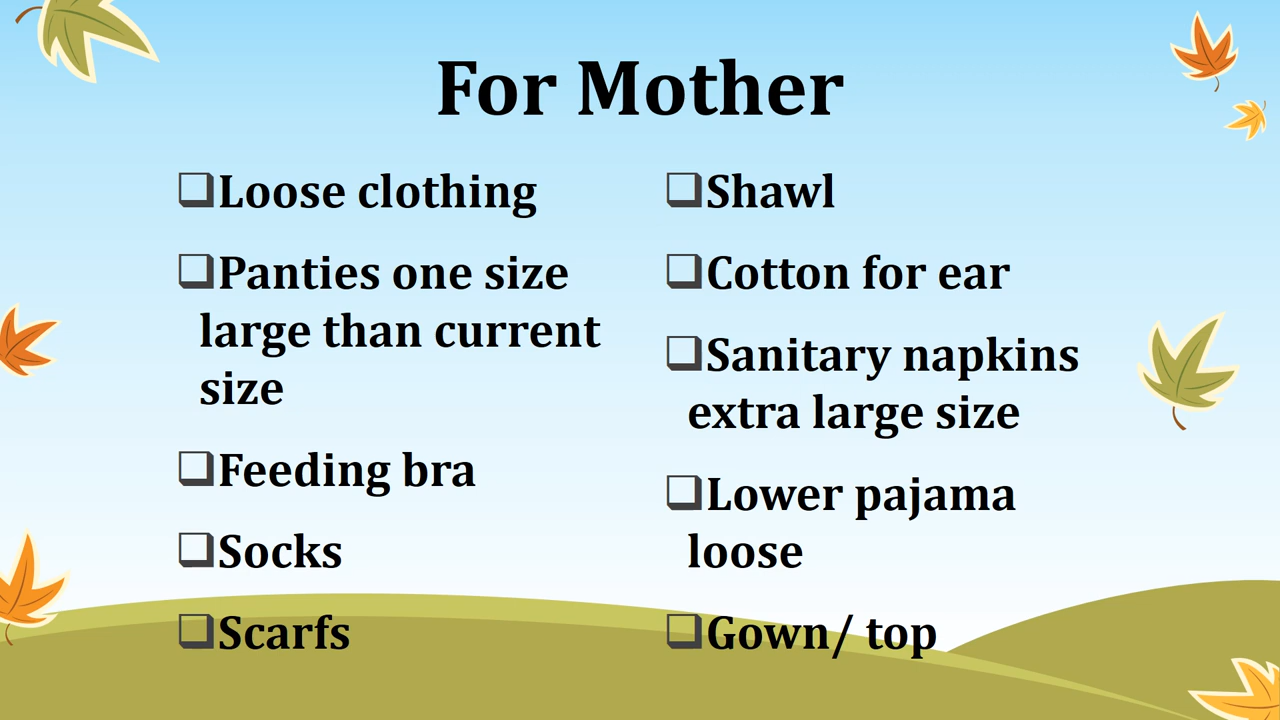 For Mother
❑Loose clothing
❑Panties one size
large than current
size
❑Feeding bra
❑Socks
❑Scarfs
❑Shawl
❑Cotton for ear
❑Sanitary napkins
extra large size
❑Lower pajama
loose
❑Gown/ top